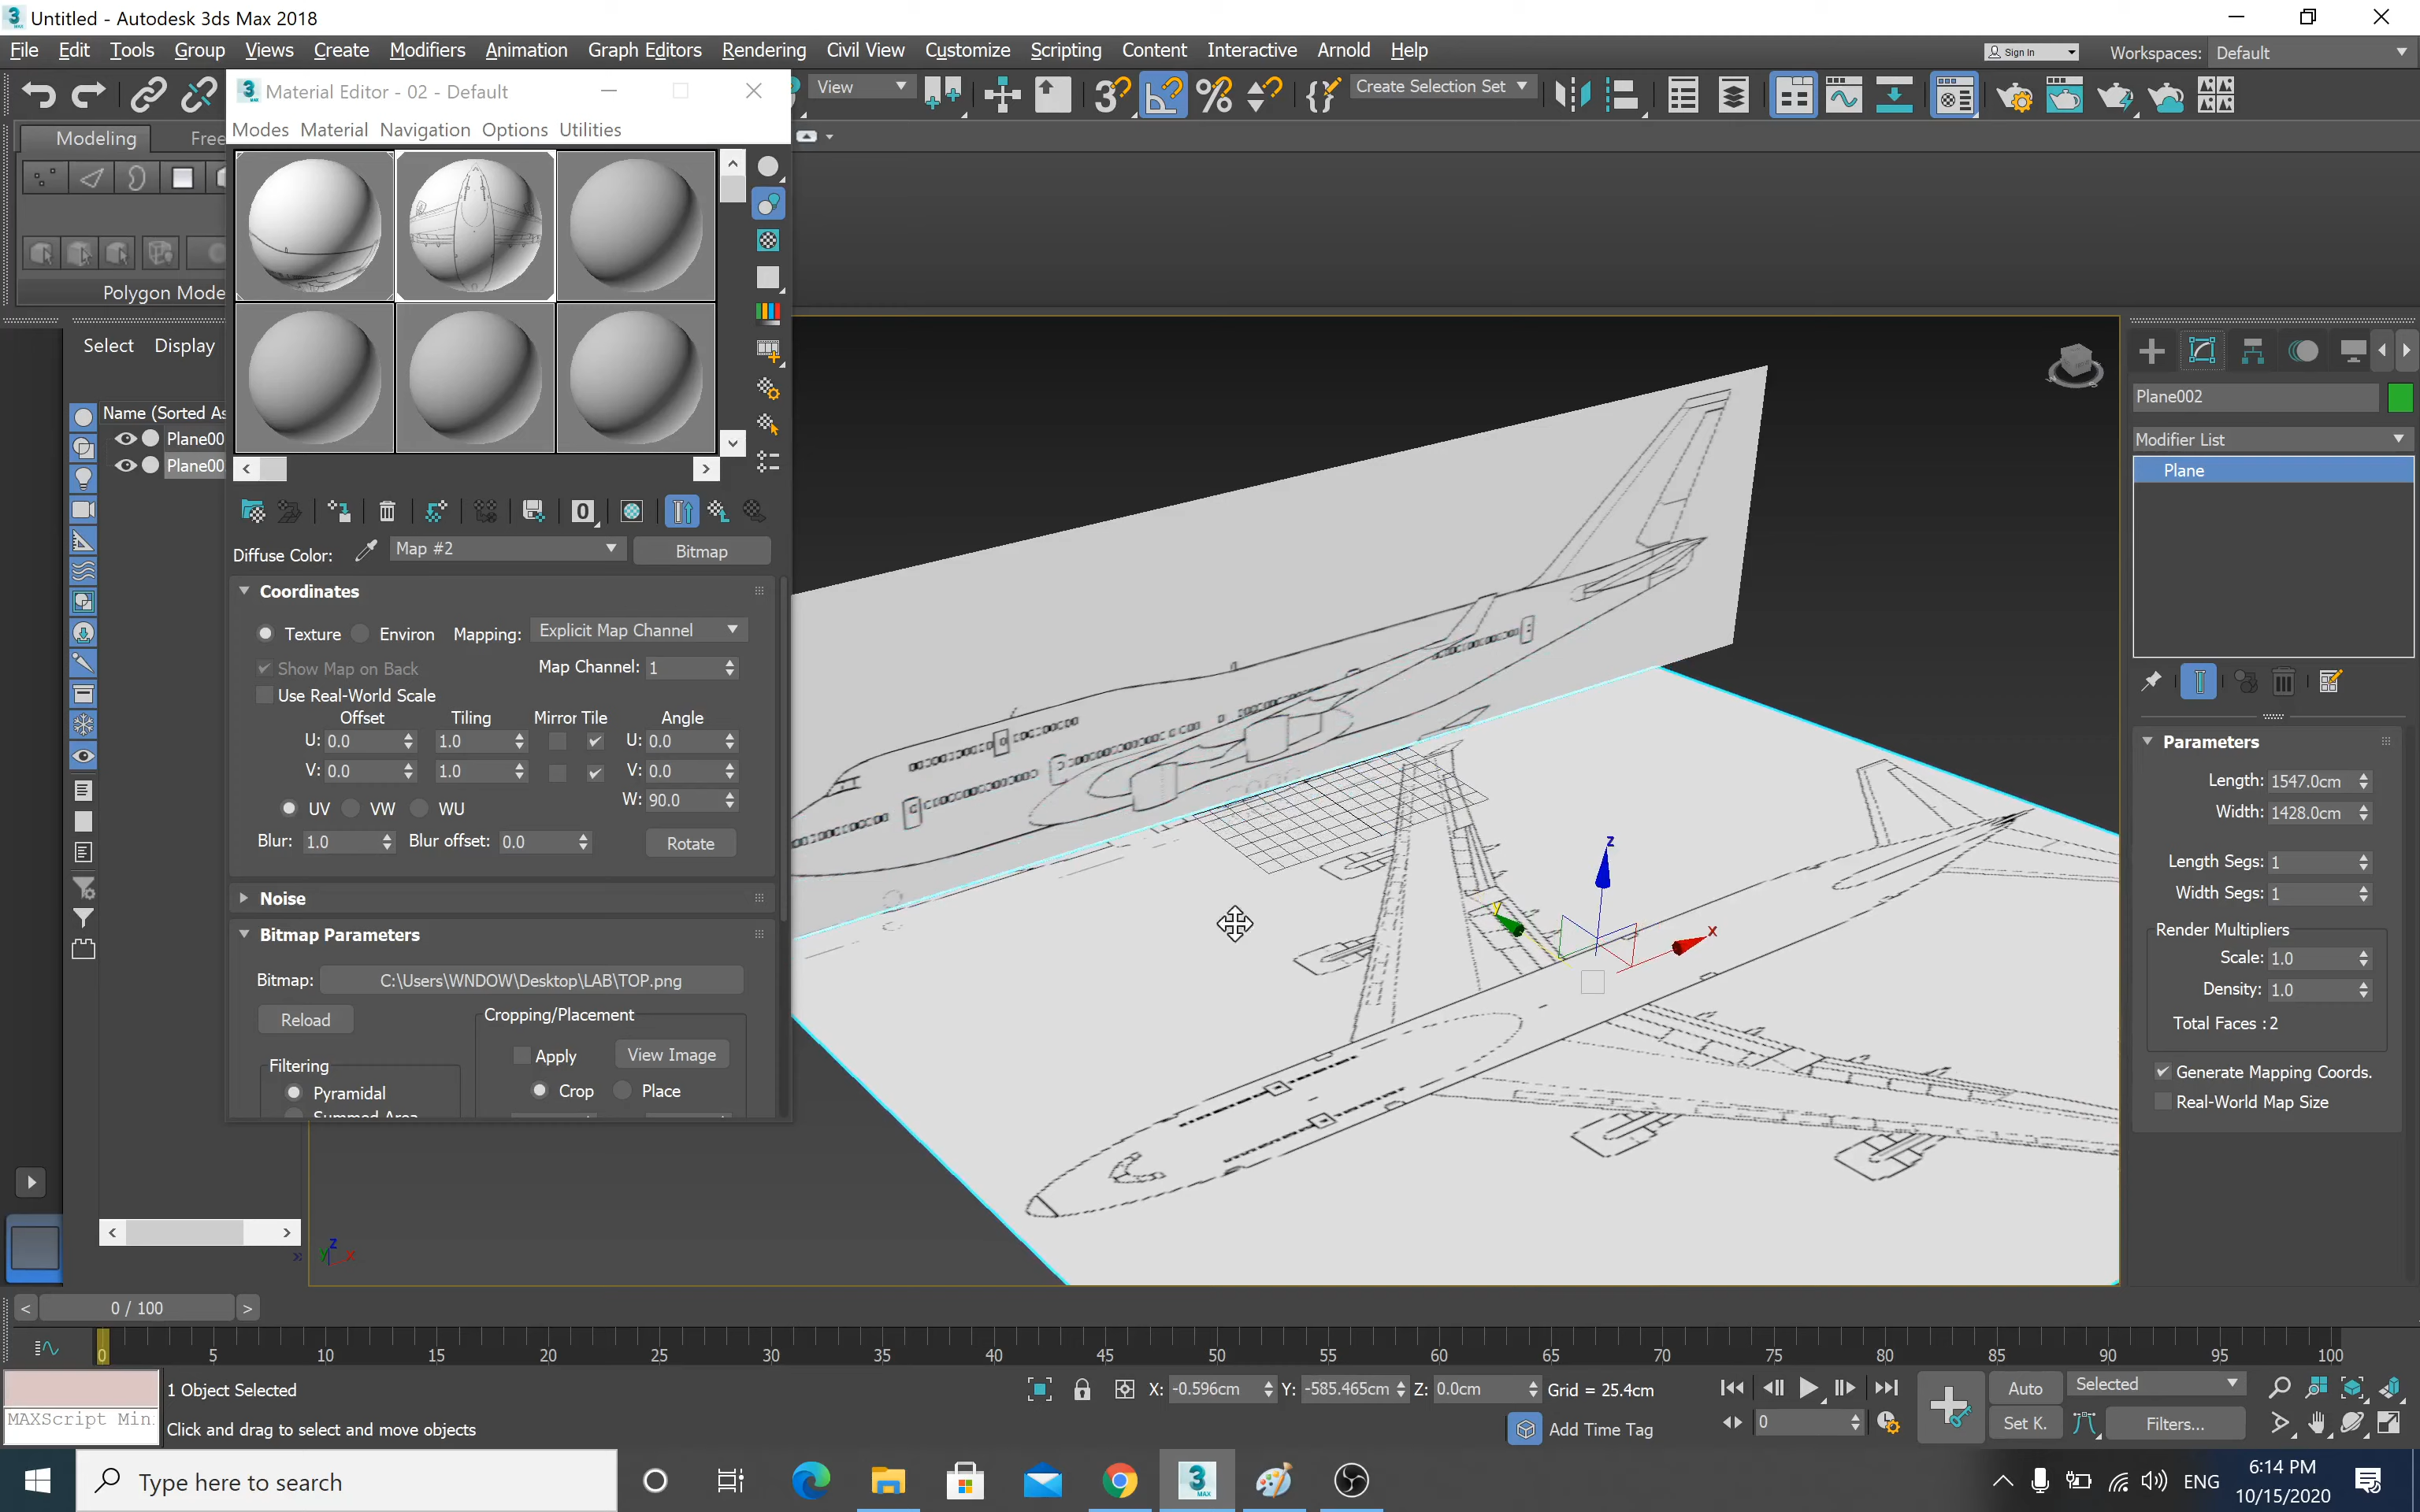 Untitled - Autodesk 3ds Max 2018
File Edit Tools Group Views Create Modifiers Animation Graph Editors Rendering Civil View Customize Scripting Content Interactive Arnold Help
Sign In Workspaces: Default
View Create Selection Set
Material Editor - 02 - Default
Modes Material Navigation Options Utilities
Modeling
Polygon Mode
Select Display
Name (Sorted As
Plane00
Plane00
Diffuse Color: Map #2 Bitmap
Coordinates
Texture Environ Mapping: Explicit Map Channel
Show Map on Back Map Channel: 1
Use Real-World Scale
Offset Tiling Mirror Tile Angle
U: 0.0 1.0 U: 0.0
V: 0.0 1.0 V: 0.0
W: 90.0
UV VW WU
Blur: 1.0 Blur offset: 0.0 Rotate
Noise
Bitmap Parameters
Bitmap: C:\Users\WNDOW\Desktop\LAB\TOP.png
Reload Cropping/Placement
Apply View Image
Filtering
Pyramidal Crop Place
Summed Area
z
y
x
z
y x
Plane002
Modifier List
Plane
Parameters
Length: 1547.0cm
Width: 1428.0cm
Length Segs: 1
Width Segs: 1
Render Multipliers
Scale: 1.0
Density: 1.0
Total Faces : 2
Generate Mapping Coords.
Real-World Map Size
< 0 / 100 >
0 5 10 15 20 25 30 35 40 45 50 55 60 65 70 75 80 85 90 95 100
1 Object Selected
X: -0.596cm Y: -585.465cm Z: 0.0cm Grid = 25.4cm
Auto Selected
MAXScript Min
Click and drag to select and move objects
Add Time Tag
0
Set K. Filters...
Type here to search
ENG
6:14 PM
10/15/2020